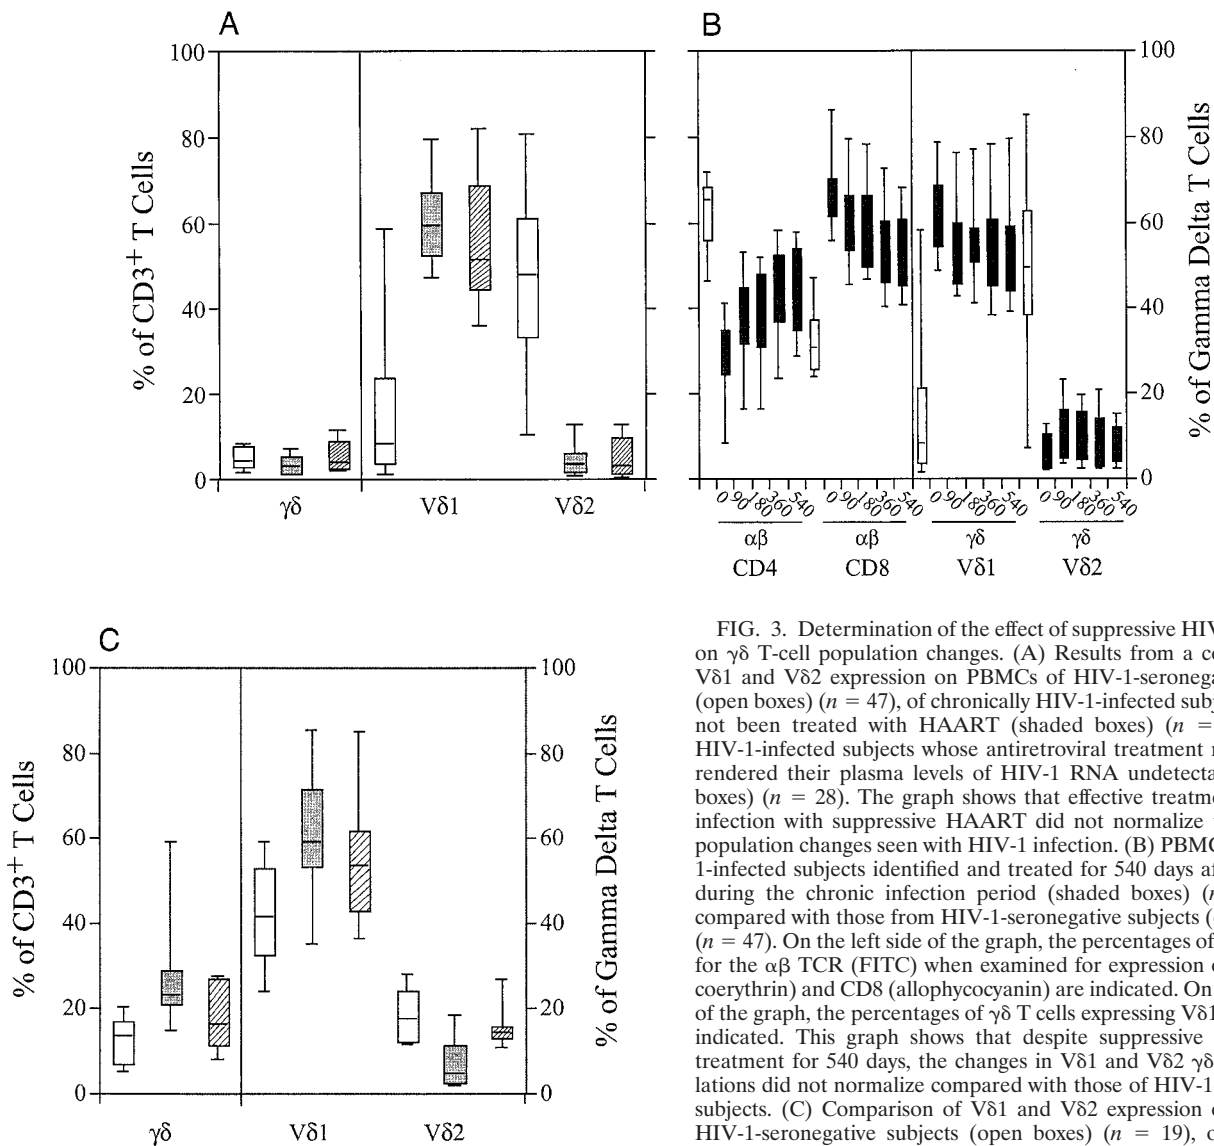 A
100
80
60
40
20
0
% of CD3+ T Cells
γδ
Vδ1
Vδ2
B
100
80
60
40
20
0
% of Gamma Delta T Cells
0 90 180 360 540 0 90 180 360 540 0 90 180 360 540 0 90 180 360 540
αβ αβ γδ γδ
CD4 CD8 Vδ1 Vδ2
C
100
80
60
40
20
0
% of CD3+ T Cells
100
80
60
40
20
0
% of Gamma Delta T Cells
γδ
Vδ1
Vδ2
FIG. 3. Determination of the effect of suppressive HIV
on γδ T-cell population changes. (A) Results from a
Vδ1 and Vδ2 expression on PBMCs of HIV-1-seronega
(open boxes) (n = 47), of chronically HIV-1-infected subj
not been treated with HAART (shaded boxes) (n =
HIV-1-infected subjects whose antiretroviral treatment
rendered their plasma levels of HIV-1 RNA undetecta
boxes) (n = 28). The graph shows that effective treatme
infection with suppressive HAART did not normalize
population changes seen with HIV-1 infection. (B) PBMC
1-infected subjects identified and treated for 540 days af
during the chronic infection period (shaded boxes)
compared with those from HIV-1-seronegative subjects
(n = 47). On the left side of the graph, the percentages of
for the αβ TCR (FITC) when examined for expression
coerythrin) and CD8 (allophycocyanin) are indicated. On
of the graph, the percentages of γδ T cells expressing Vδ1
indicated. This graph shows that despite suppressive
treatment for 540 days, the changes in Vδ1 and Vδ2 γδ
lations did not normalize compared with those of HIV-1
subjects. (C) Comparison of Vδ1 and Vδ2 expression
HIV-1-seronegative subjects (open boxes) (n = 19),